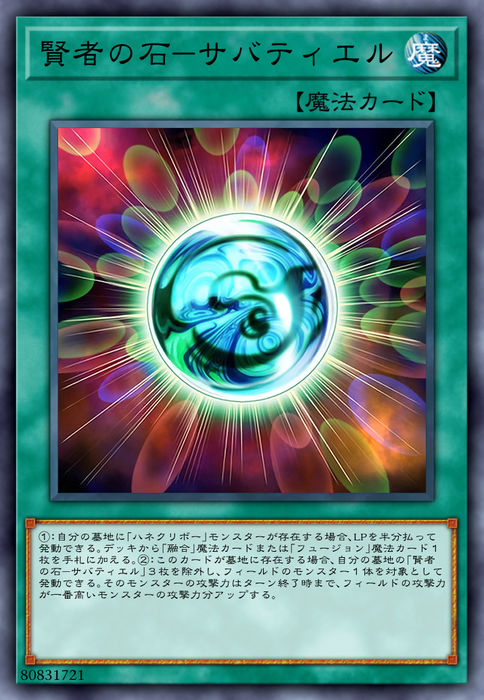 賢者の石－サバティエル
魔
【魔法カード】
①：自分の墓地に「ハネクリボー」モンスターが存在する場合、LPを半分払って
発動できる。デッキから「融合」魔法カードまたは「フュージョン」魔法カード１
枚を手札に加える。②：このカードが墓地に存在する場合、自分の墓地の「賢者
の石－サバティエル」３枚を除外し、フィールドのモンスター１体を対象として
発動できる。そのモンスターの攻撃力はターン終了時まで、フィールドの攻撃力
が一番高いモンスターの攻撃力分アップする。
80831721